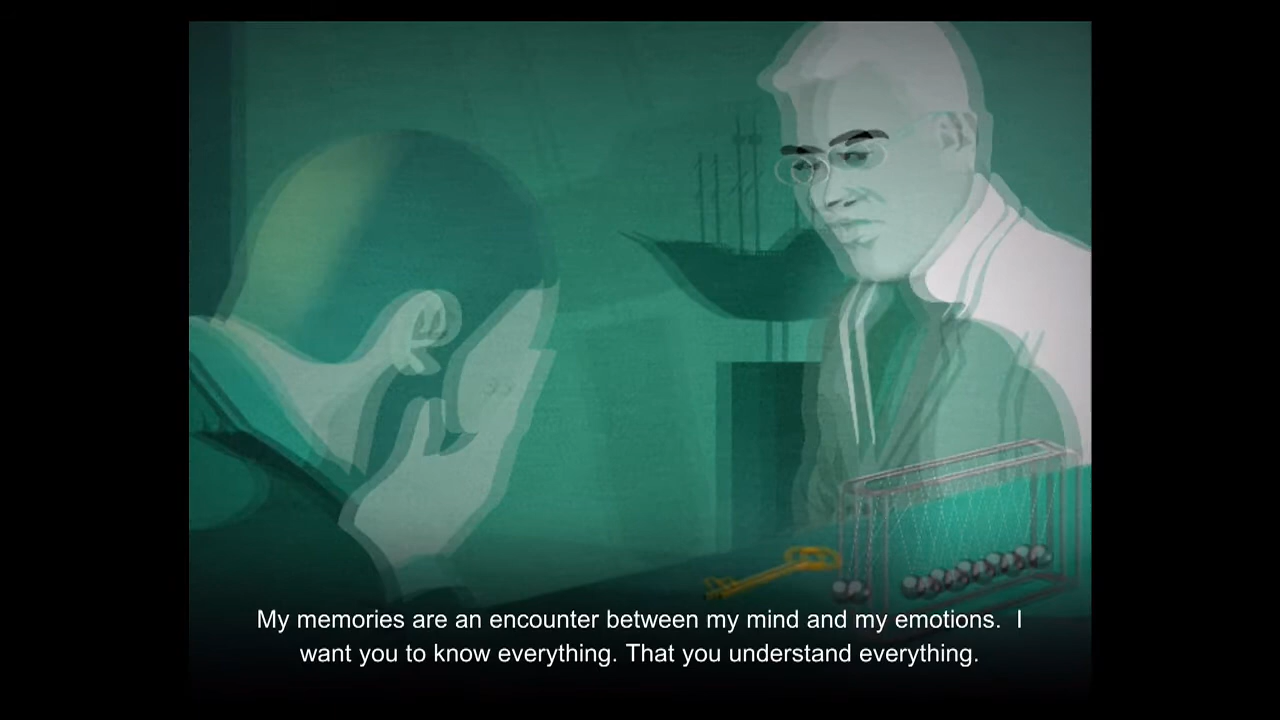 My memories are an encounter between my mind and my emotions.  I
want you to know everything. That you understand everything.